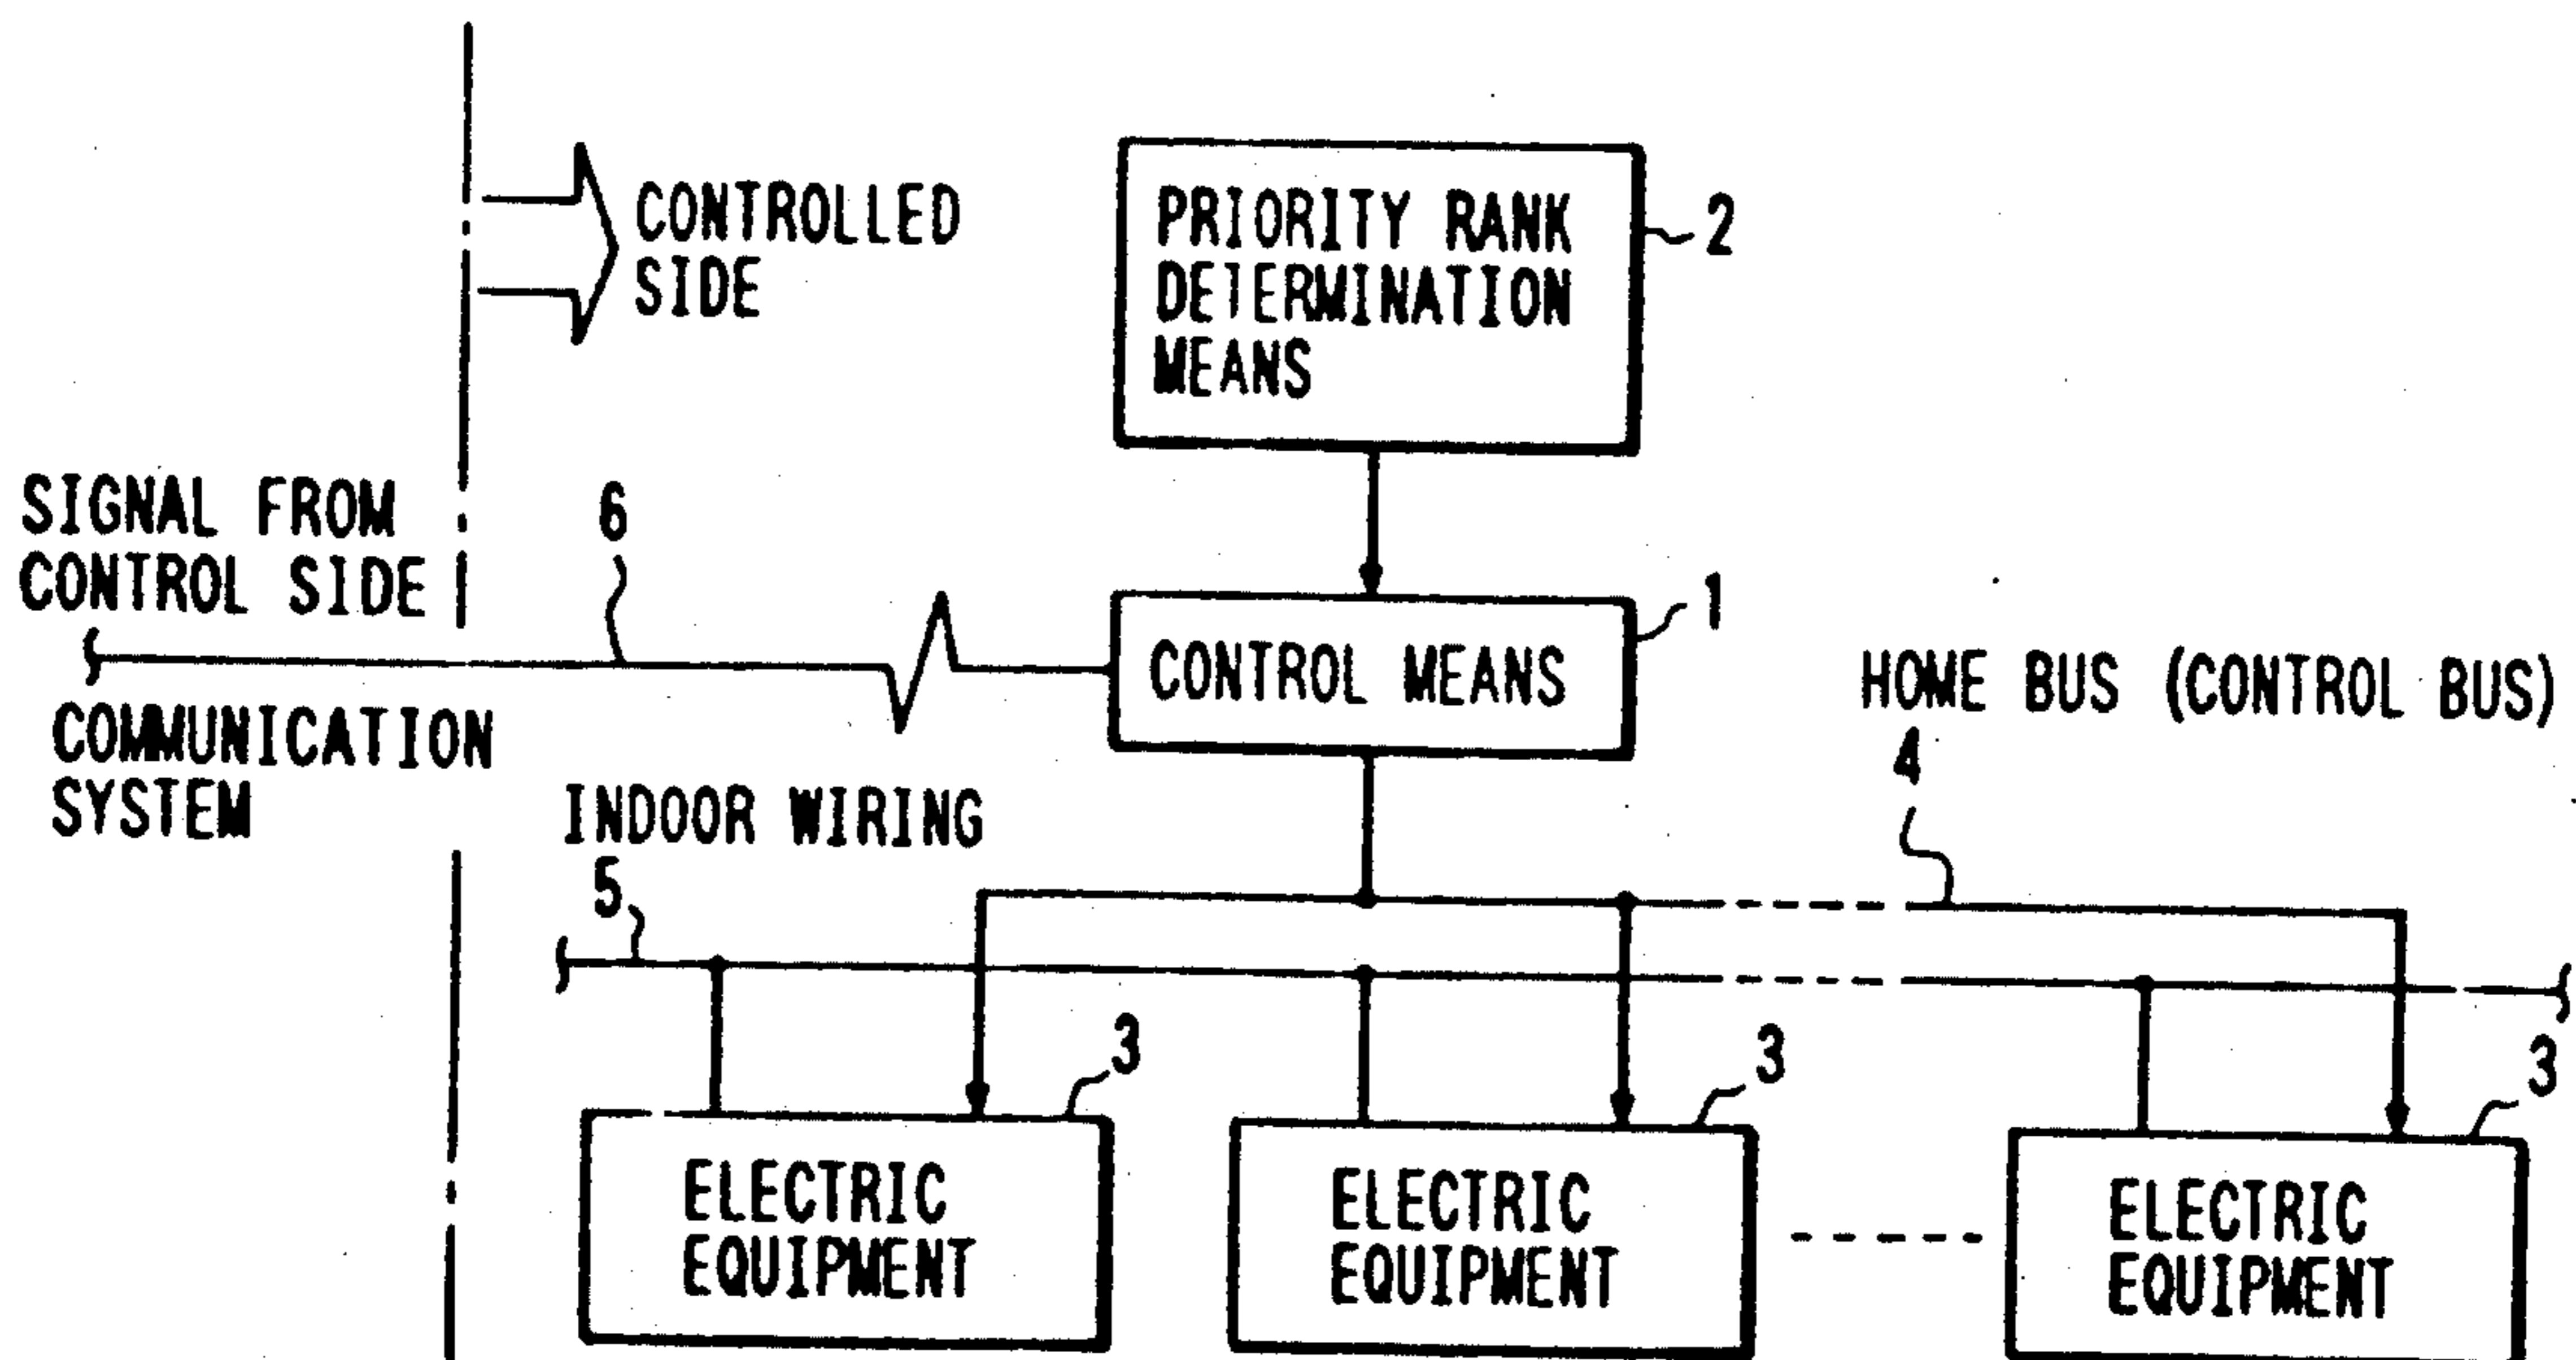 CONTROLLED
SIDE
PRIORITY RANK
DETERMINATION
MEANS
2
SIGNAL FROM
CONTROL SIDE
6
1
CONTROL MEANS
COMMUNICATION
SYSTEM
HOME BUS (CONTROL BUS)
4
INDOOR WIRING
5
3
3
3
ELECTRIC
EQUIPMENT
ELECTRIC
EQUIPMENT
ELECTRIC
EQUIPMENT